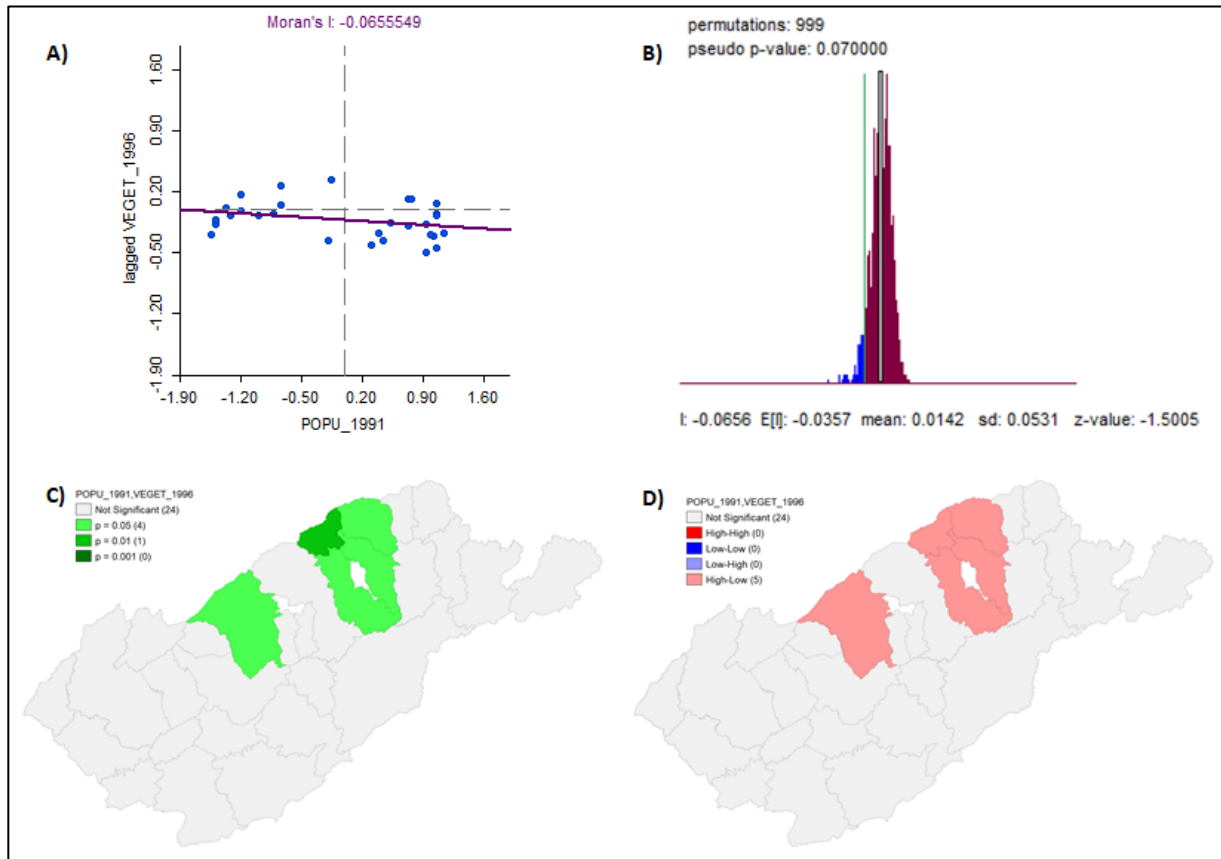 Moran's I: -0.0655549
A)
1.60
0.90
0.20
-0.50
-1.20
-1.90
lagged VEGET_1996
-1.90 -1.20 -0.50 0.20 0.90 1.60
POPU_1991
permutations: 999
pseudo p-value: 0.070000
B)
I: -0.0656 E[I]: -0.0357 mean: 0.0142 sd: 0.0531 z-value: -1.5005
C)
POPU_1991,VEGET_1996
Not Significant (24)
p = 0.05 (4)
p = 0.01 (1)
p = 0.001 (0)
D)
POPU_1991,VEGET_1996
Not Significant (24)
High-High (0)
Low-Low (0)
Low-High (0)
High-Low (5)